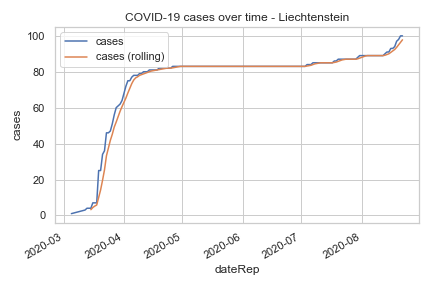 COVID-19 cases over time - Liechtenstein
cases
cases (rolling)
100
80
60
40
20
0
cases
2020-03
2020-04
2020-05
2020-06
2020-07
2020-08
dateRep